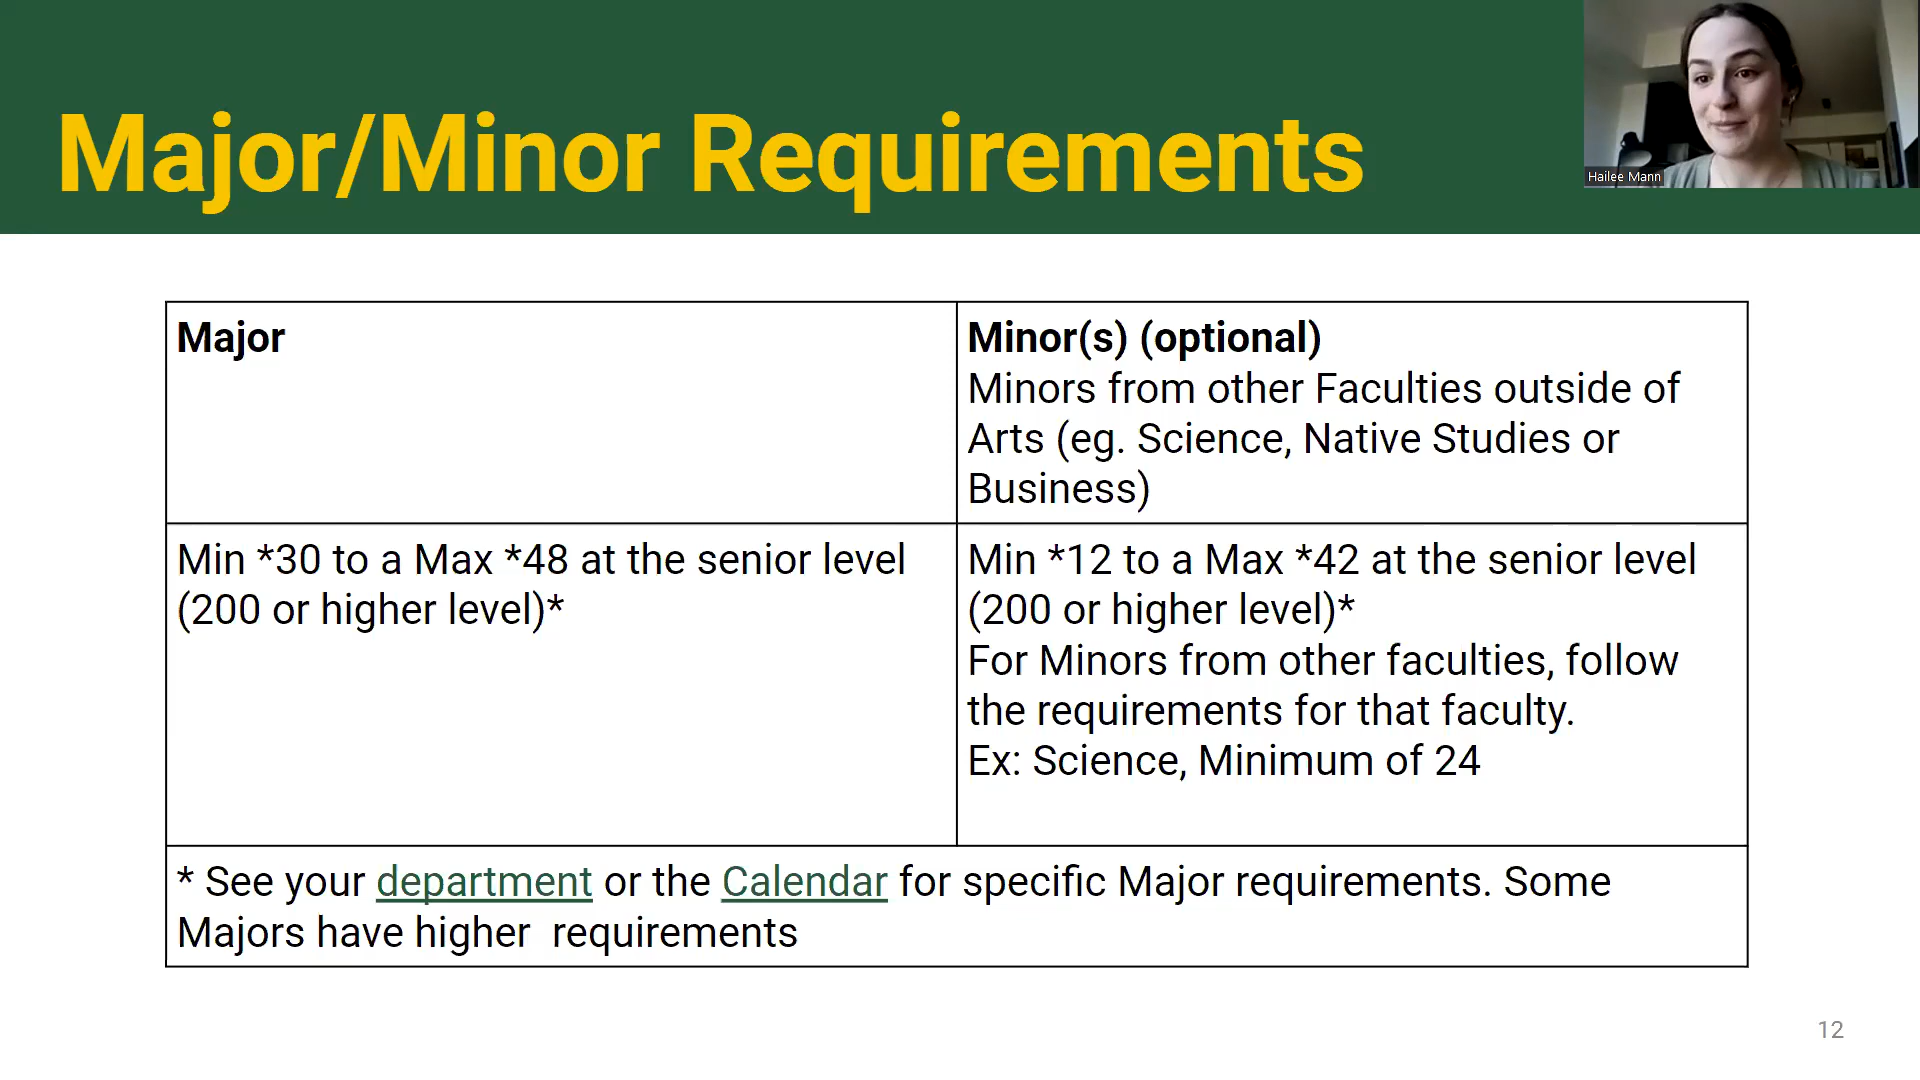 Major/Minor Requirements
Hailee Mann
Major
Minor(s) (optional)
Minors from other Faculties outside of
Arts (eg. Science, Native Studies or
Business)
Min *30 to a Max *48 at the senior level
(200 or higher level)*
Min *12 to a Max *42 at the senior level
(200 or higher level)*
For Minors from other faculties, follow
the requirements for that faculty.
Ex: Science, Minimum of 24
* See your department or the Calendar for specific Major requirements. Some
Majors have higher  requirements
12